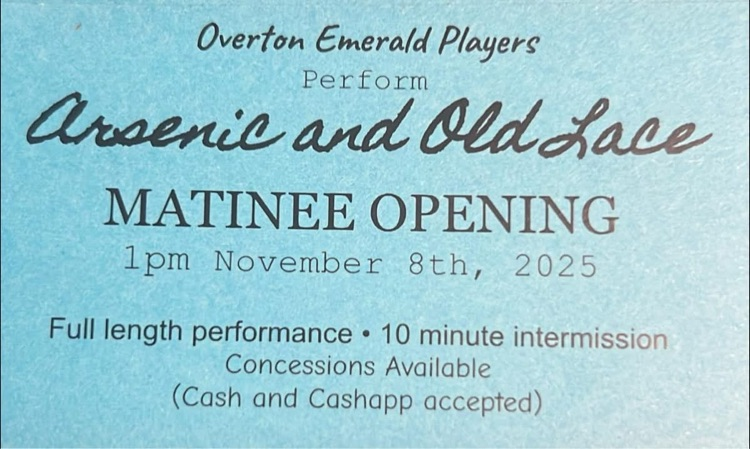 Overton Emerald Players
Perform
Arsenic and Old Lace
MATINEE OPENING
1pm November 8th, 2025
Full length performance • 10 minute intermission
Concessions Available
(Cash and Cashapp accepted)